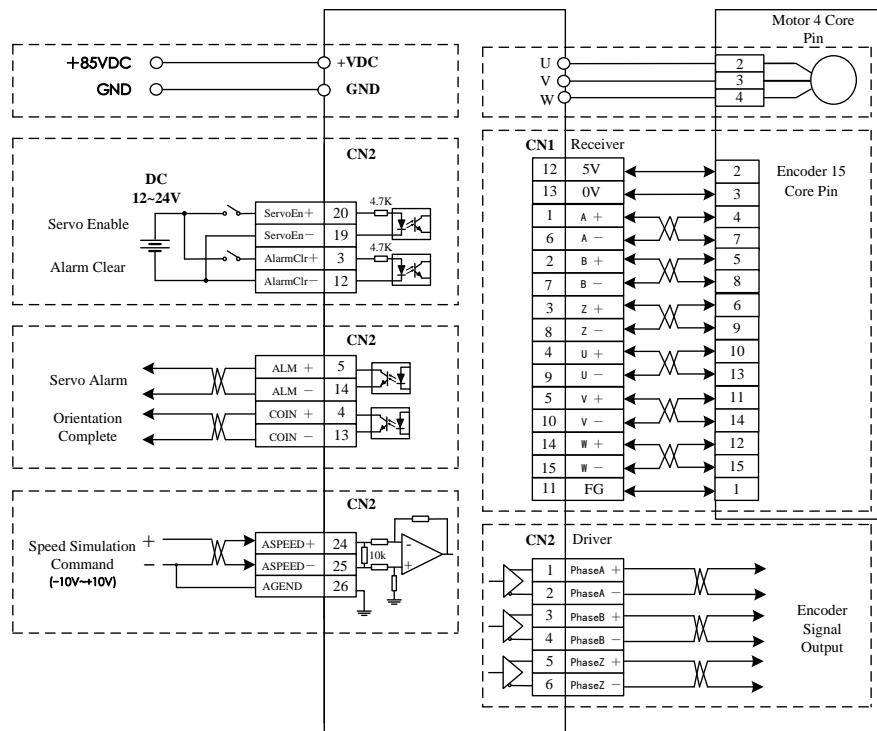 +85VDC
+VDC
GND
GND
CN2
DC
12~24V
Servo Enable
Alarm Clear
ServoEn+ 20 4.7K
ServoEn− 19
AlarmClr+ 3 4.7K
AlarmClr− 12
CN2
Servo Alarm
Orientation
Complete
ALM + 5
ALM − 14
COIN + 4
COIN − 13
CN2
Speed Simulation
Command
(−10V~+10V)
+
−
ASPEED+ 24
ASPEED− 25
AGEND 26
10k
-
+
Motor 4 Core
Pin
U 2
V 3
W 4
CN1 Receiver
Encoder 15
Core Pin
12 5V 2
13 0V 3
1 A + 4
6 A − 7
2 B + 5
7 B − 8
3 Z + 6
8 Z − 9
4 U + 10
9 U − 13
5 V + 11
10 V − 14
14 W + 12
15 W − 15
11 FG 1
CN2 Driver
1 PhaseA +
2 PhaseA −
3 PhaseB +
4 PhaseB −
5 PhaseZ +
6 PhaseZ −
Encoder
Signal
Output